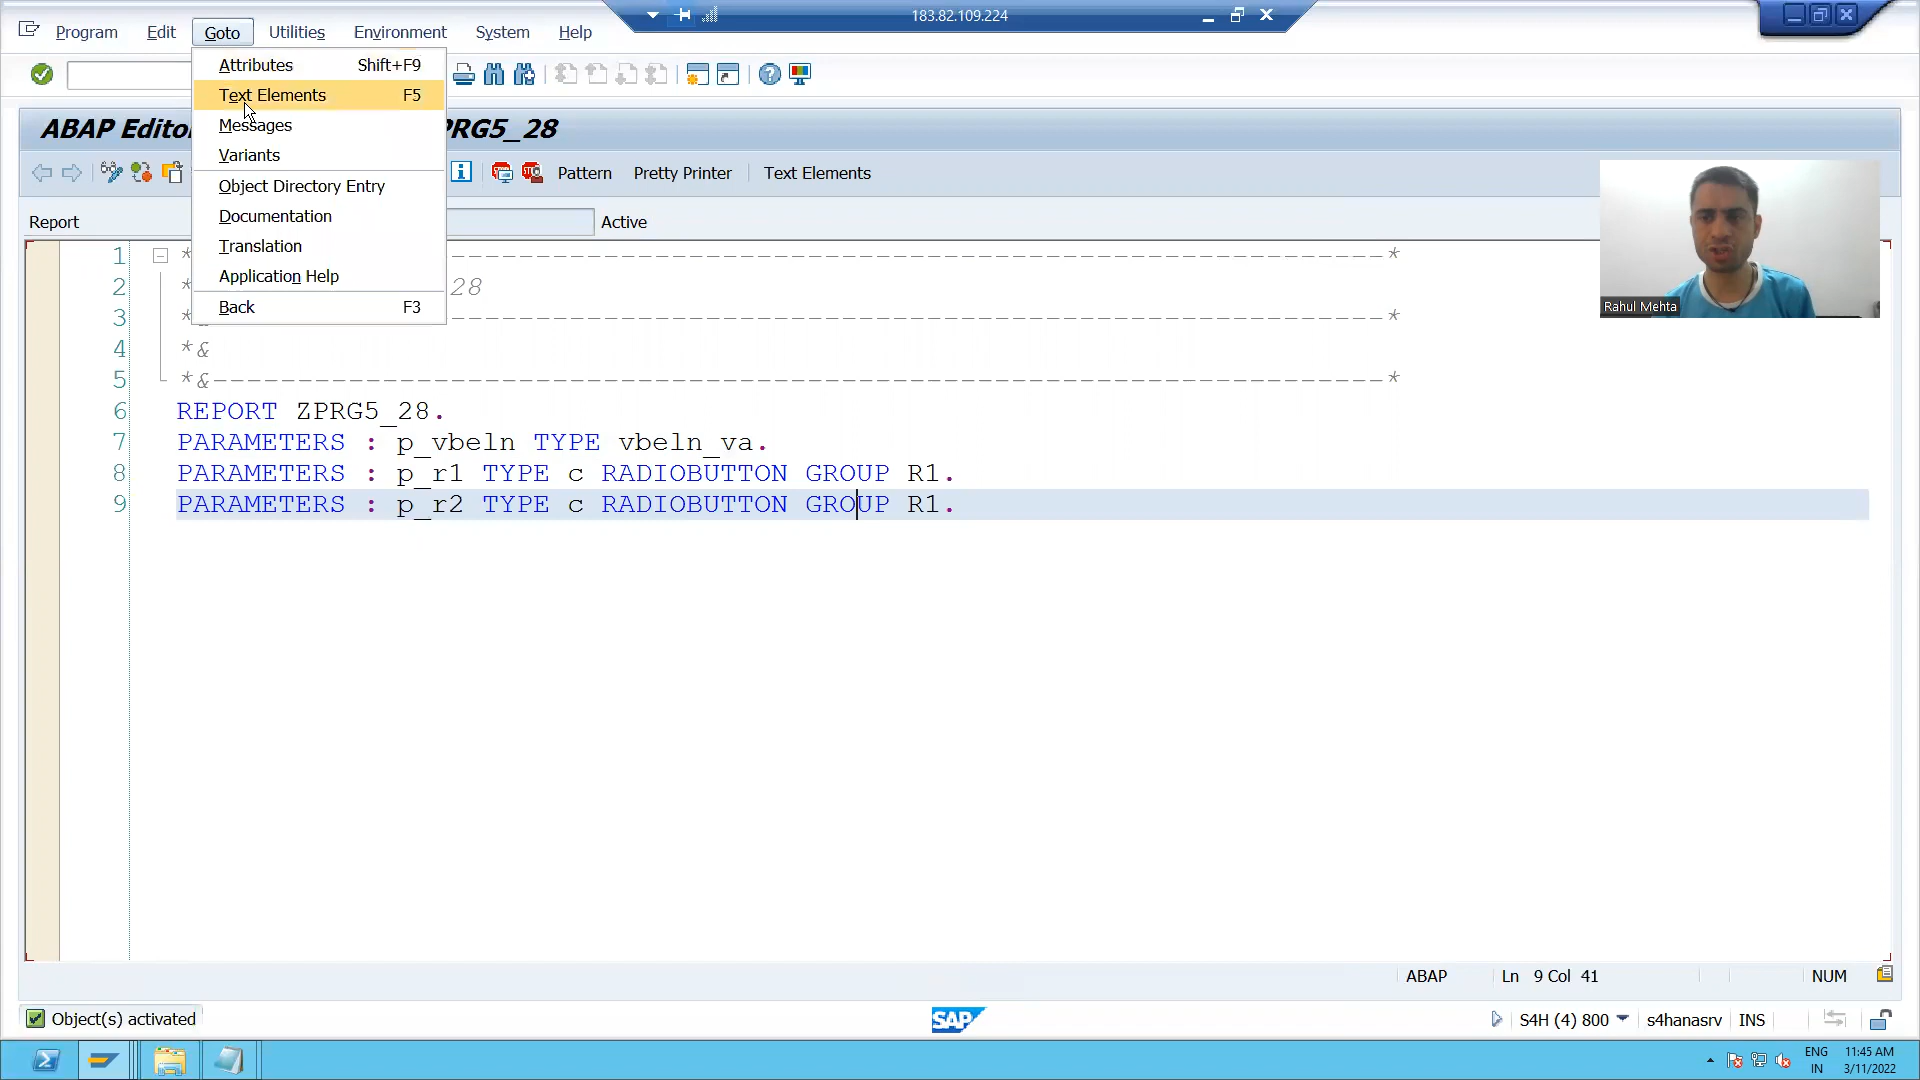 183.82.109.224
Program Edit Goto Utilities Environment System Help
Attributes Shift+F9
Text Elements F5
Messages
Variants
Object Directory Entry
Documentation
Translation
Application Help
Back F3
ABAP Editor
PRG5_28
Pattern Pretty Printer Text Elements
Report Active
Rahul Mehta
1 *------------------------------------------------------------------*
2 * 28
3 *&------------------------------------------------------------------*
4 *&
5 *&---------------------------------------------------------------------*
6 REPORT ZPRG5_28.
7 PARAMETERS : p_vbeln TYPE vbeln_va.
8 PARAMETERS : p_r1 TYPE c RADIOBUTTON GROUP R1.
9 PARAMETERS : p_r2 TYPE c RADIOBUTTON GROUP R1.
ABAP Ln 9 Col 41 NUM
Object(s) activated
SAP
S4H (4) 800 s4hanasrv INS
ENG 11:45 AM
IN 3/11/2022